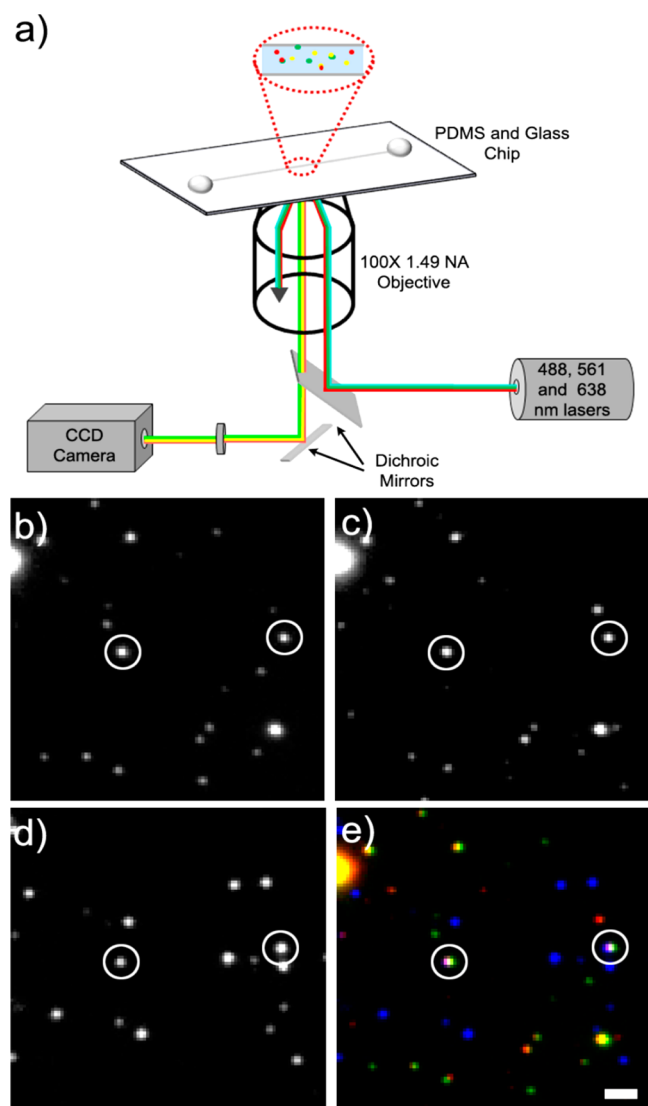 a)
PDMS and Glass
Chip
100X 1.49 NA
Objective
488, 561
and 638
nm lasers
CCD
Camera
Dichroic
Mirrors
b)
c)
d)
e)